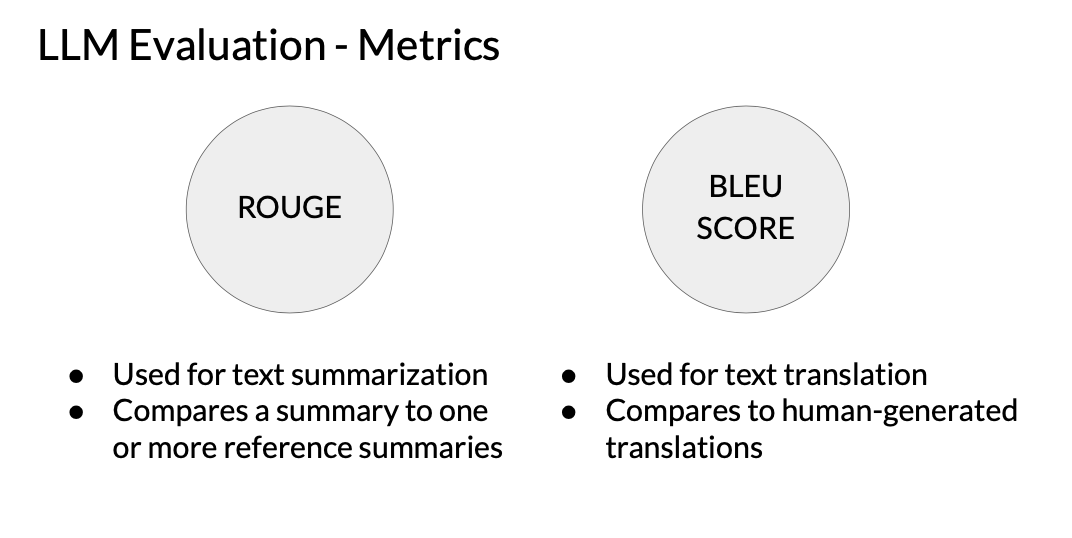 LLM Evaluation - Metrics
ROUGE
BLEU
SCORE
● Used for text summarization
● Compares a summary to one
or more reference summaries
● Used for text translation
● Compares to human-generated
translations